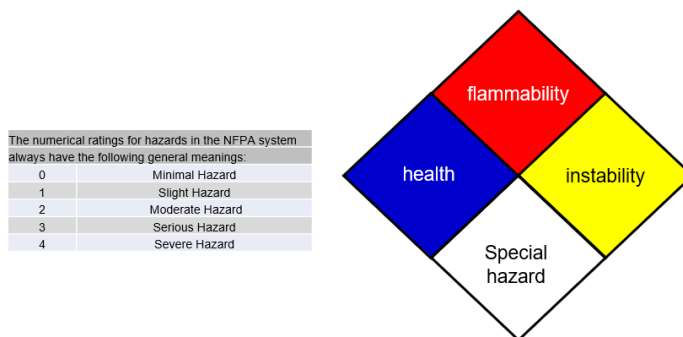 The numerical ratings for hazards in the NFPA system
always have the following general meanings:
0 Minimal Hazard
1 Slight Hazard
2 Moderate Hazard
3 Serious Hazard
4 Severe Hazard
flammability
health
instability
Special
hazard